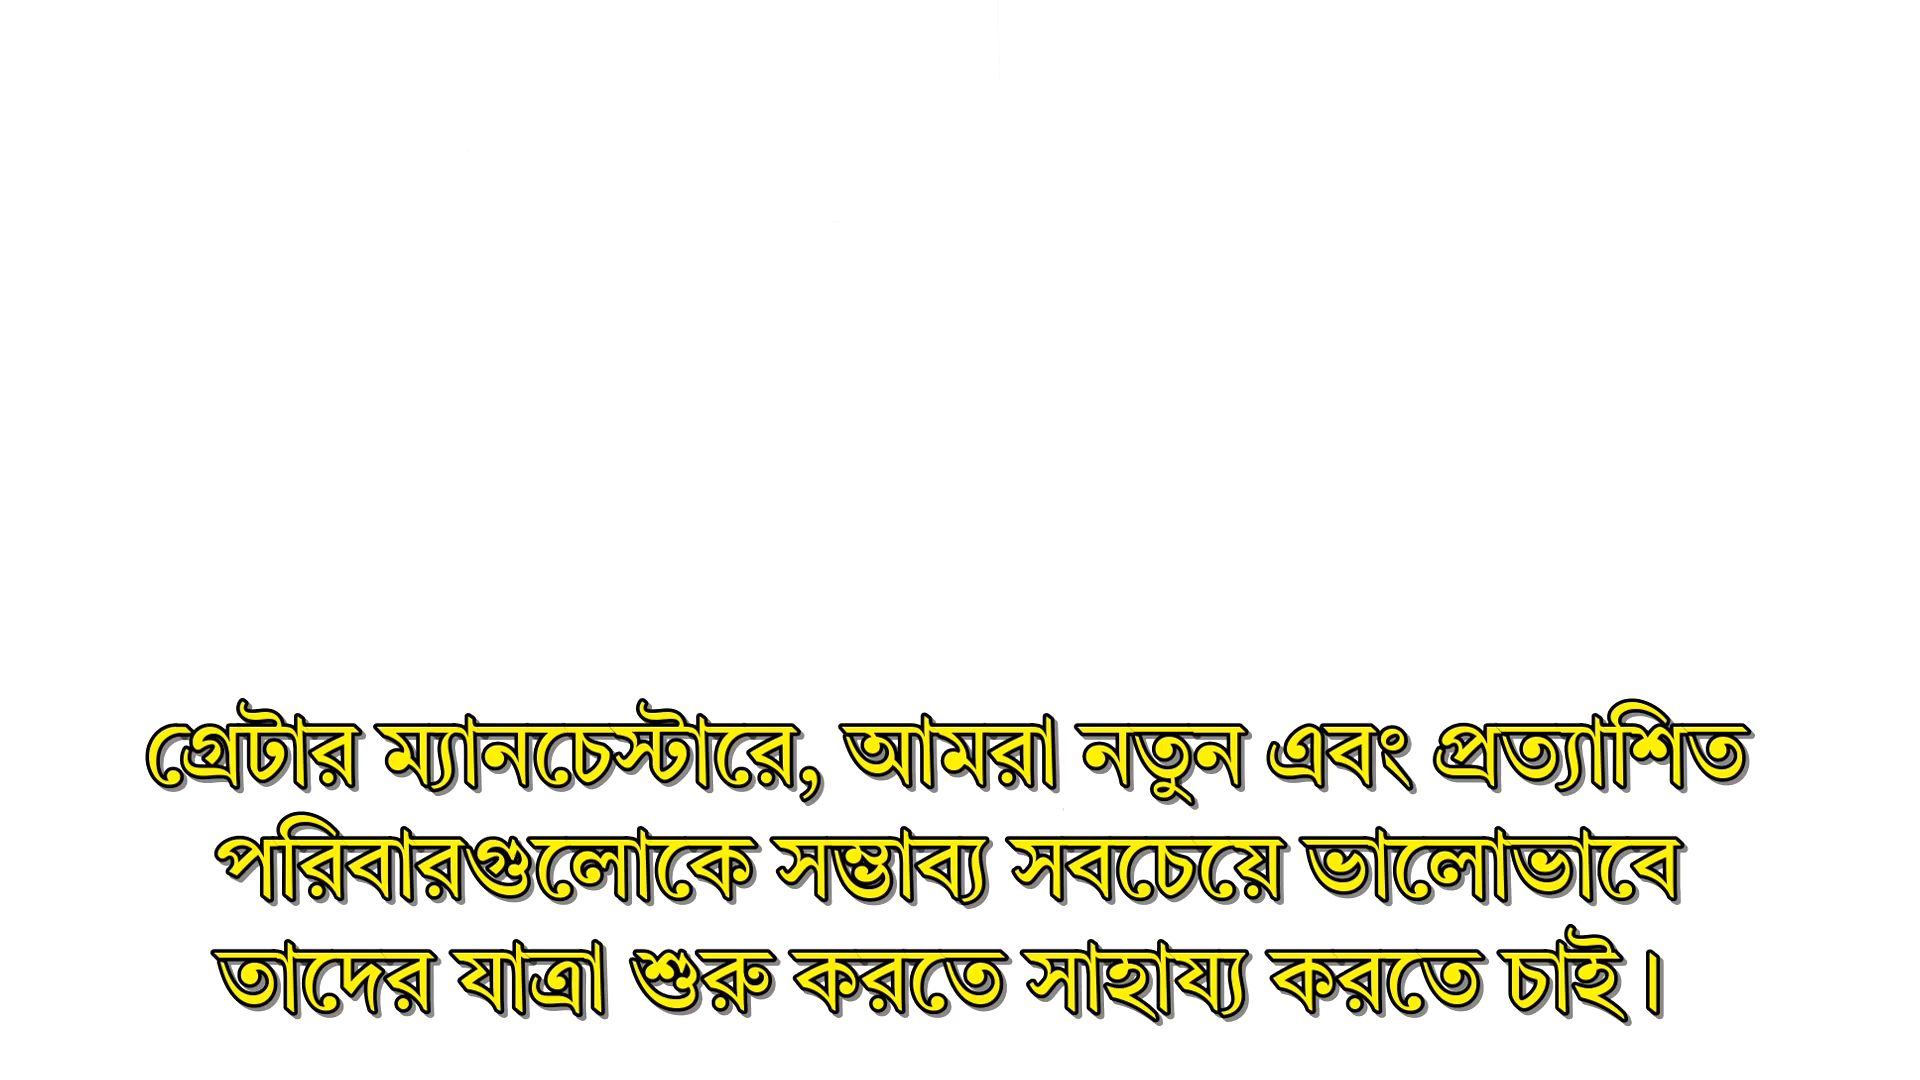 গ্রেটার ম্যানচেস্টারে, আমরা নতুন এবং প্রত্যাশিত
পরিবারগুলোকে সম্ভাব্য সবচেয়ে ভালোভাবে
তাদের যাত্রা শুরু করতে সাহায্য করতে চাই।